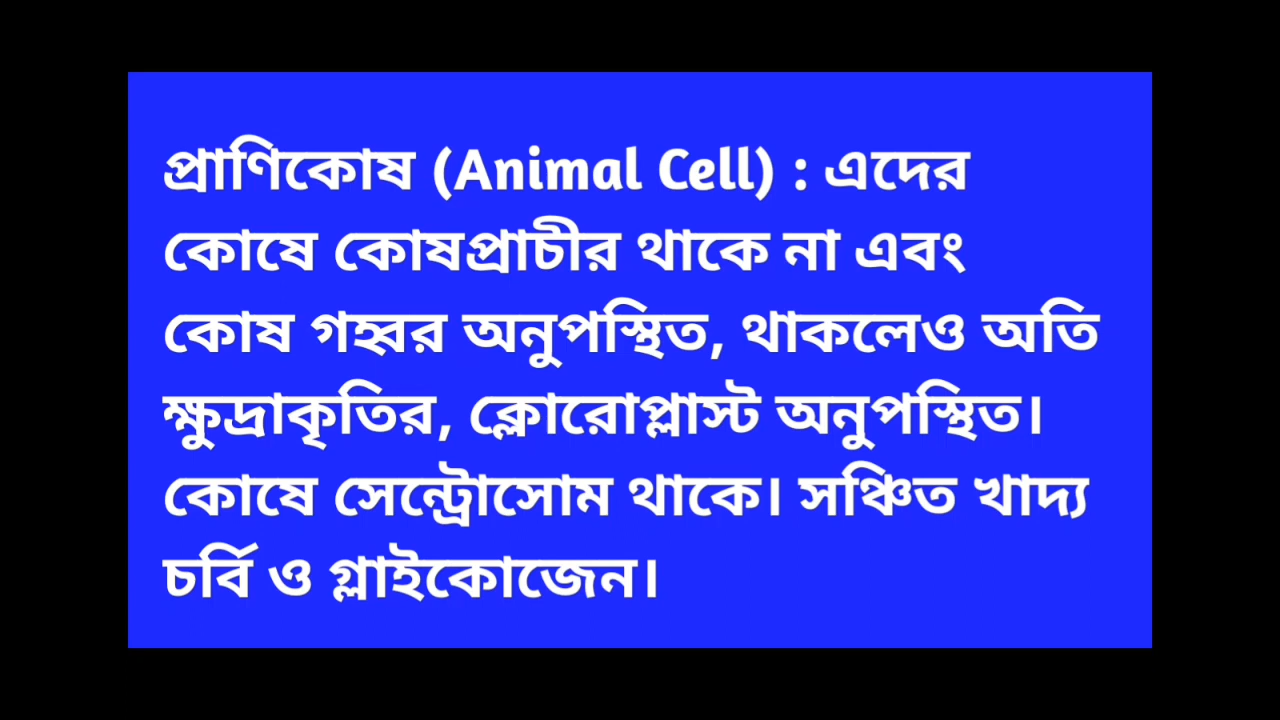 প্রাণিকোষ (Animal Cell) : এদের
কোষে কোষপ্রাচীর থাকে না এবং
কোষ গহ্বর অনুপস্থিত, থাকলেও অতি
ক্ষুদ্রাকৃতির, ক্লোরোপ্লাস্ট অনুপস্থিত।
কোষে সেন্ট্রোসোম থাকে। সঞ্চিত খাদ্য
চর্বি ও গ্লাইকোজেন।